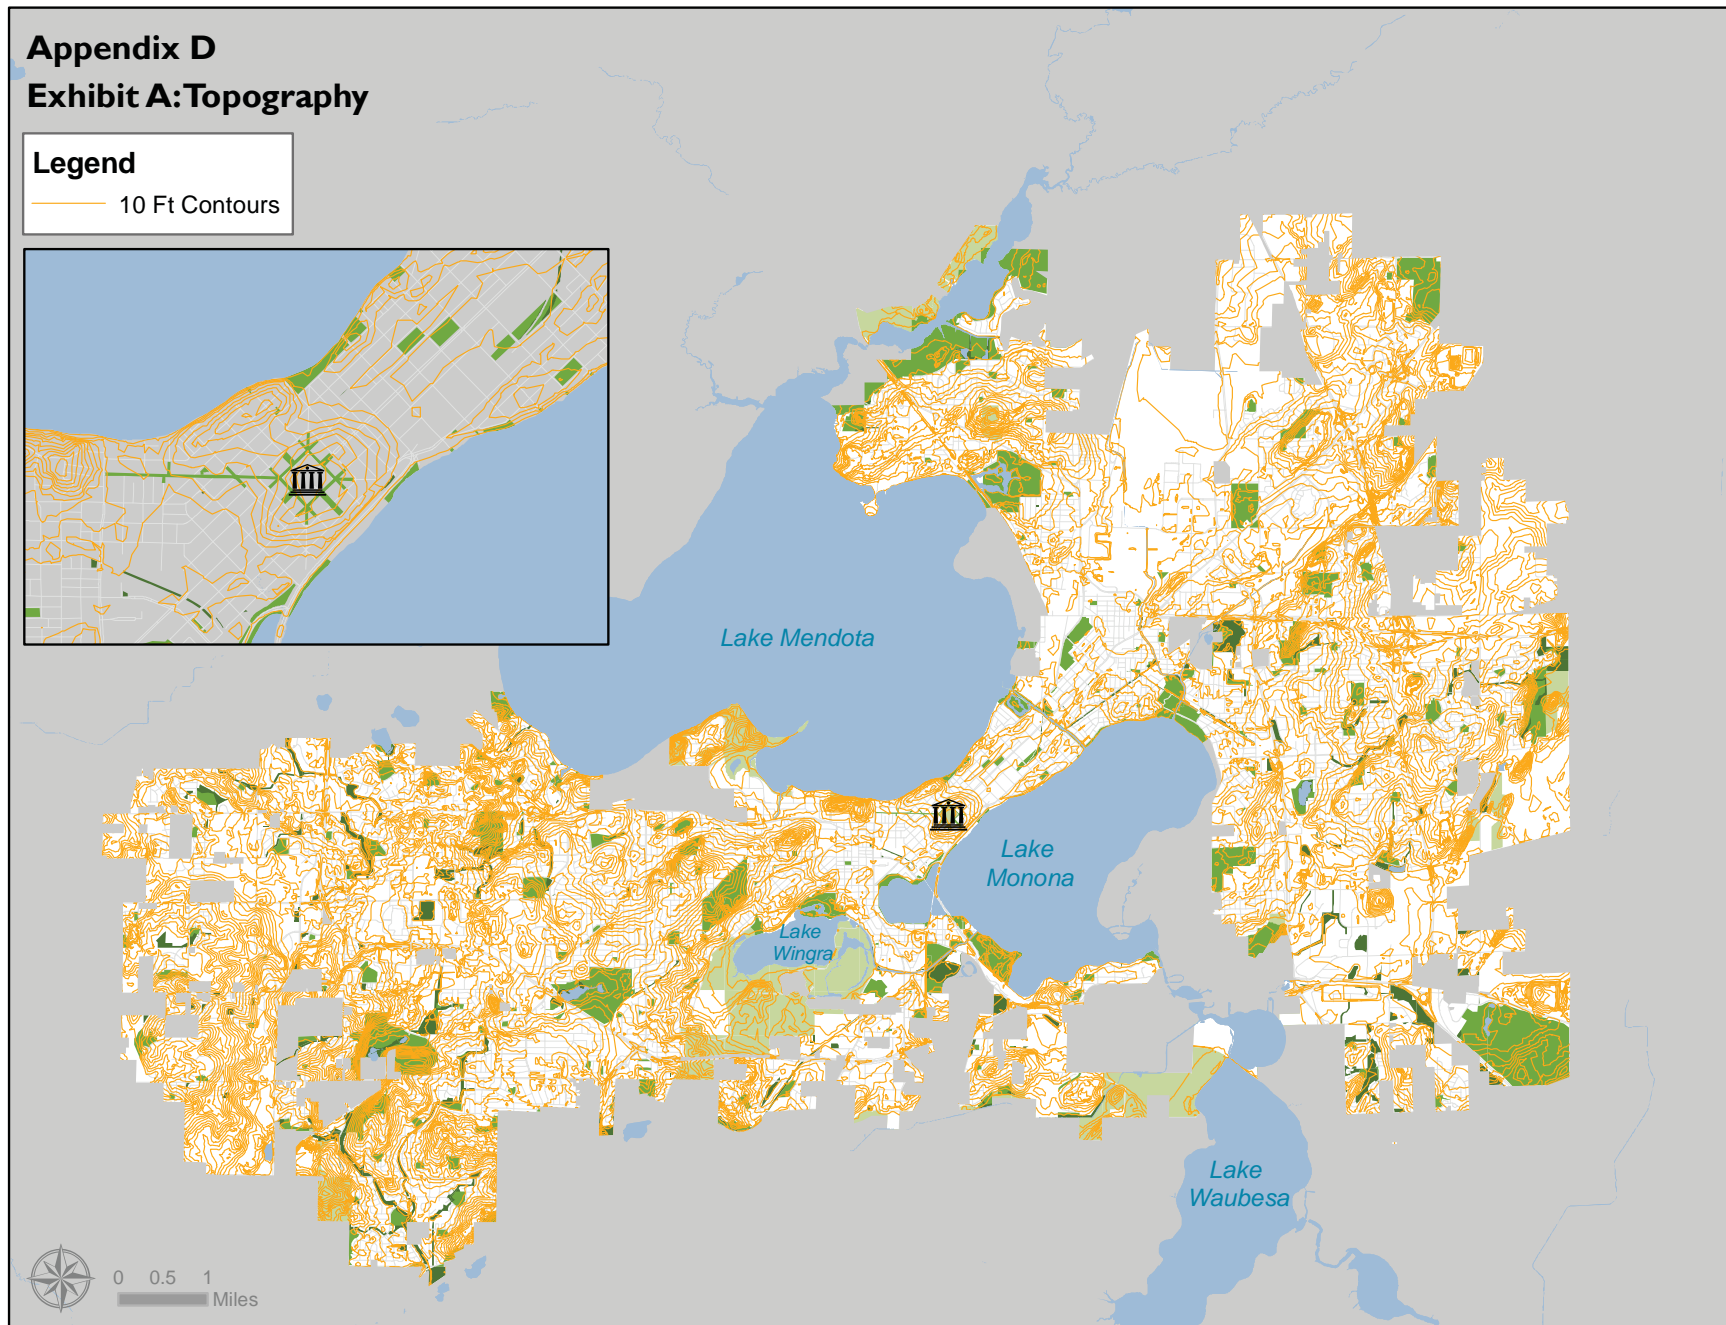 Appendix D
Exhibit A: Topography
Legend
10 Ft Contours
Lake Mendota
Lake
Monona
Lake
Wingra
Lake
Waubesa
0 0.5 1
Miles